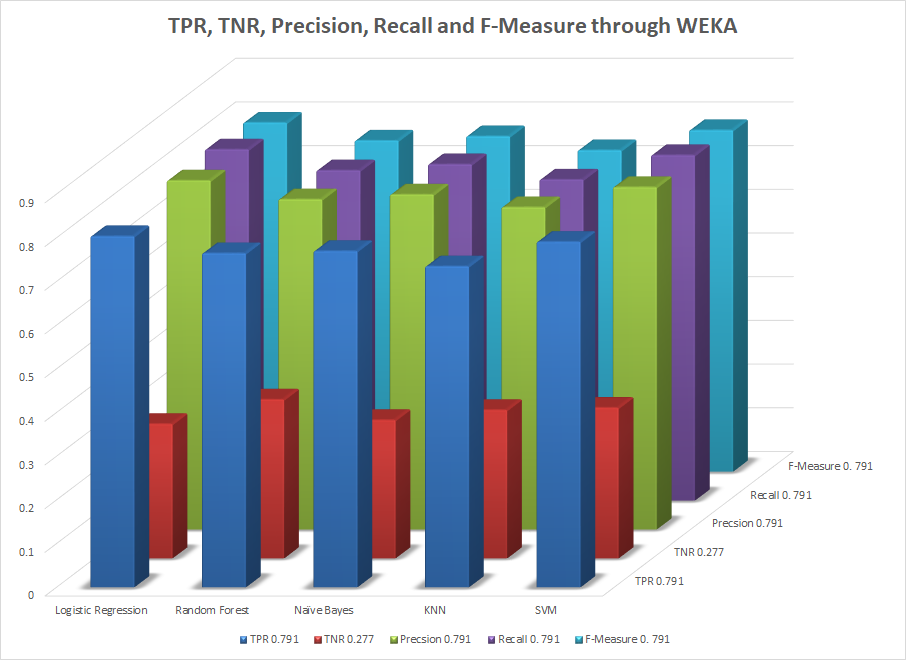 TPR, TNR, Precision, Recall and F-Measure through WEKA
0.9
0.8
0.7
0.6
0.5
0.4
0.3
0.2
0.1
0
F-Measure 0. 791
Recall 0. 791
Precsion 0.791
TNR 0.277
TPR 0.791
Logistic Regression Random Forest Naïve Bayes KNN SVM
TPR 0.791 TNR 0.277 Precsion 0.791 Recall 0. 791 F-Measure 0. 791